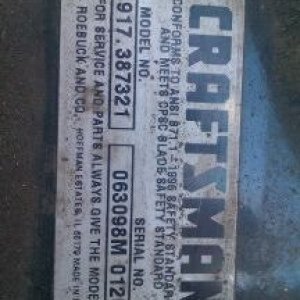 CRAFTSMAN
CONFORMS TO ANSI B71.1 - 1996 SAFETY STANDAR
AND MEETS CPSC BLADE SAFETY STANDARD
MODEL NO. SERIAL NO.
917.387321 063098M 012
FOR SERVICE AND PARTS ALWAYS GIVE THE MODE
ROEBUCK AND CO. HOFFMAN ESTATES, IL 60179 MADE IN